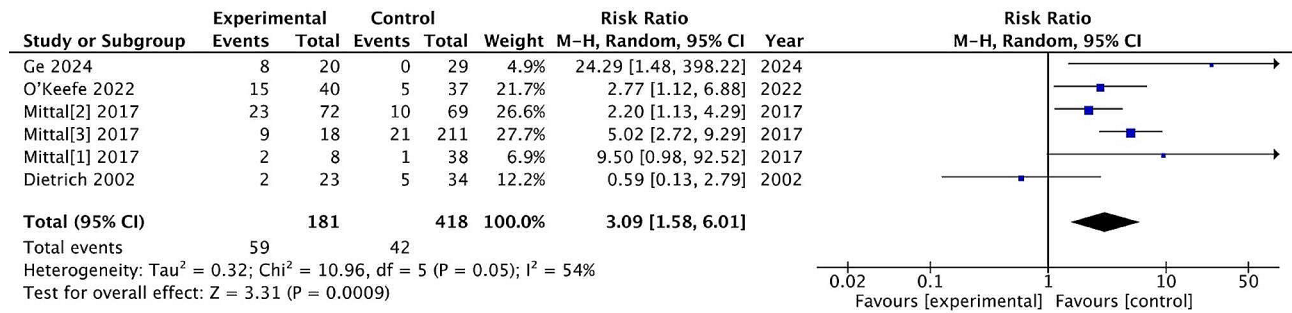 Experimental Control Risk Ratio Risk Ratio
Study or Subgroup Events Total Events Total Weight M-H, Random, 95% CI Year M-H, Random, 95% CI
Ge 2024 8 20 0 29 4.9% 24.29 [1.48, 398.22] 2024
O'Keefe 2022 15 40 5 37 21.7% 2.77 [1.12, 6.88] 2022
Mittal[2] 2017 23 72 10 69 26.6% 2.20 [1.13, 4.29] 2017
Mittal[3] 2017 9 18 21 211 27.7% 5.02 [2.72, 9.29] 2017
Mittal[1] 2017 2 8 1 38 6.9% 9.50 [0.98, 92.52] 2017
Dietrich 2002 2 23 5 34 12.2% 0.59 [0.13, 2.79] 2002
Total (95% CI) 181 418 100.0% 3.09 [1.58, 6.01]
Total events 59 42
Heterogeneity: Tau² = 0.32; Chi² = 10.96, df = 5 (P = 0.05); I² = 54%
Test for overall effect: Z = 3.31 (P = 0.0009)
0.02 0.1 1 10 50
Favours [experimental] Favours [control]